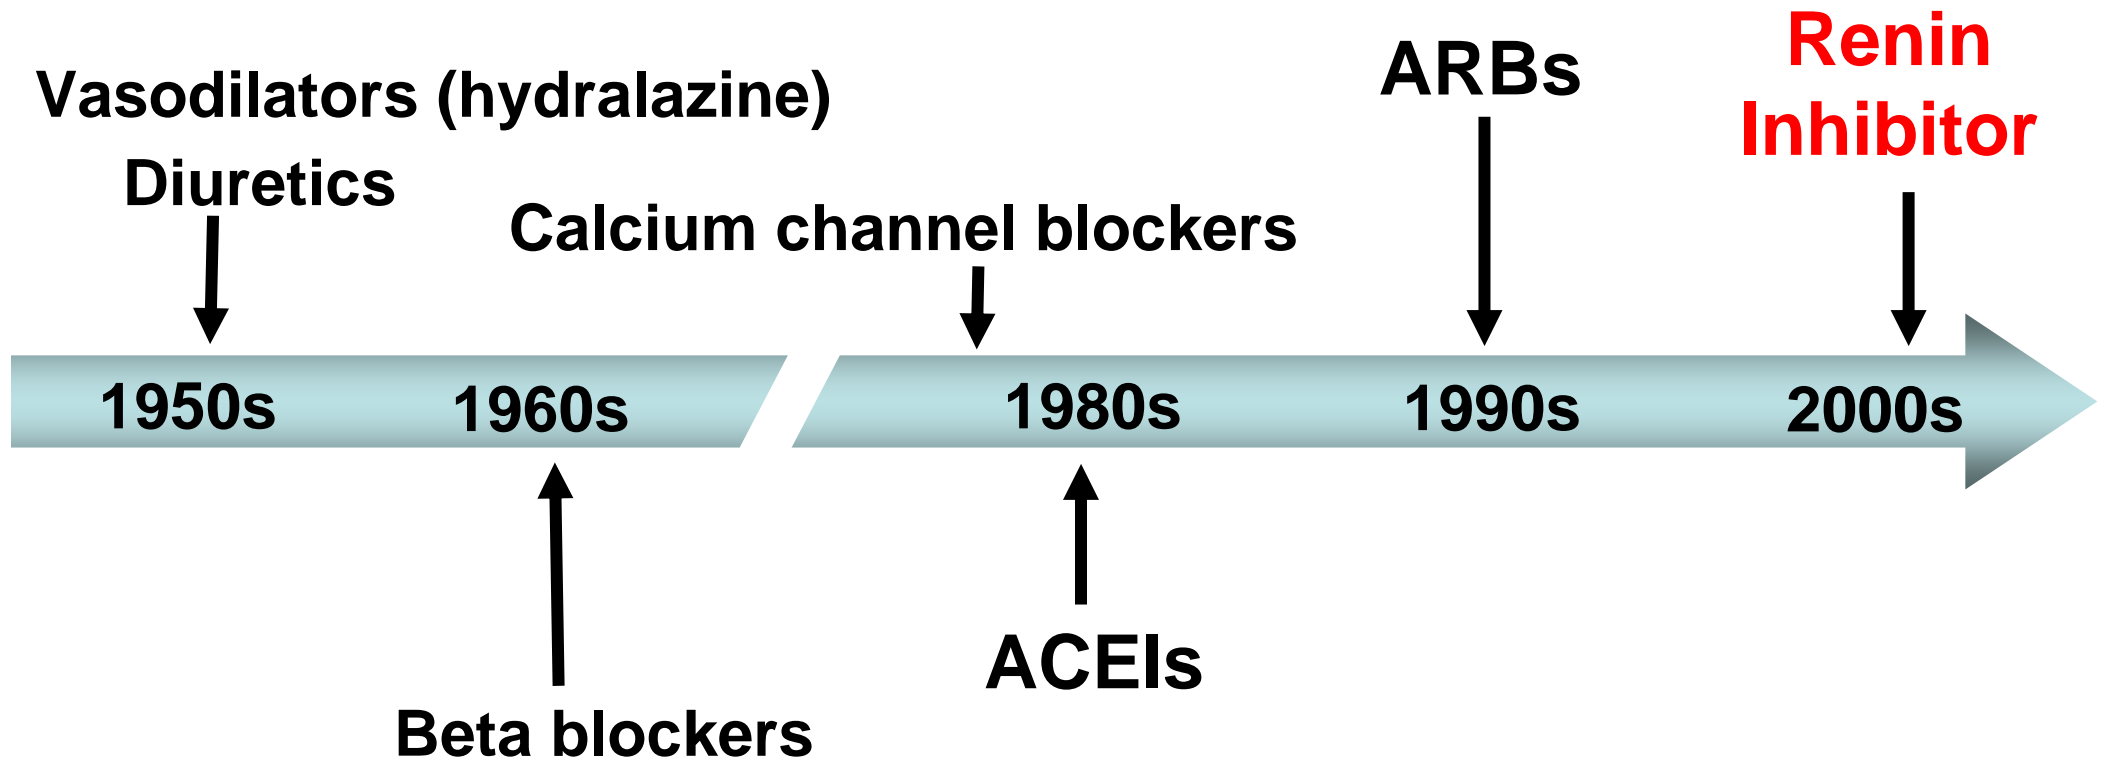 Vasodilators (hydralazine)
Diuretics
Calcium channel blockers
ARBs
Renin
Inhibitor
1950s
1960s
1980s
1990s
2000s
Beta blockers
ACEIs